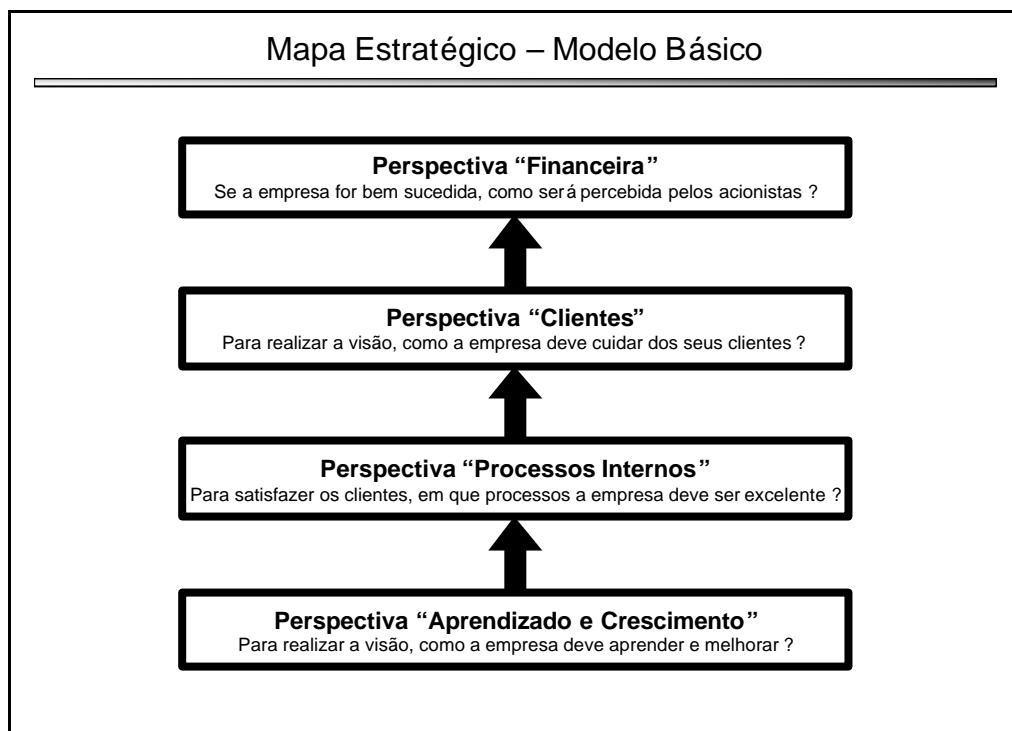 Mapa Estratégico – Modelo Básico
Perspectiva “Financeira”
Se a empresa for bem sucedida, como será percebida pelos acionistas ?
Perspectiva “Clientes”
Para realizar a visão, como a empresa deve cuidar dos seus clientes ?
Perspectiva “Processos Internos”
Para satisfazer os clientes, em que processos a empresa deve ser excelente ?
Perspectiva “Aprendizado e Crescimento”
Para realizar a visão, como a empresa deve aprender e melhorar ?